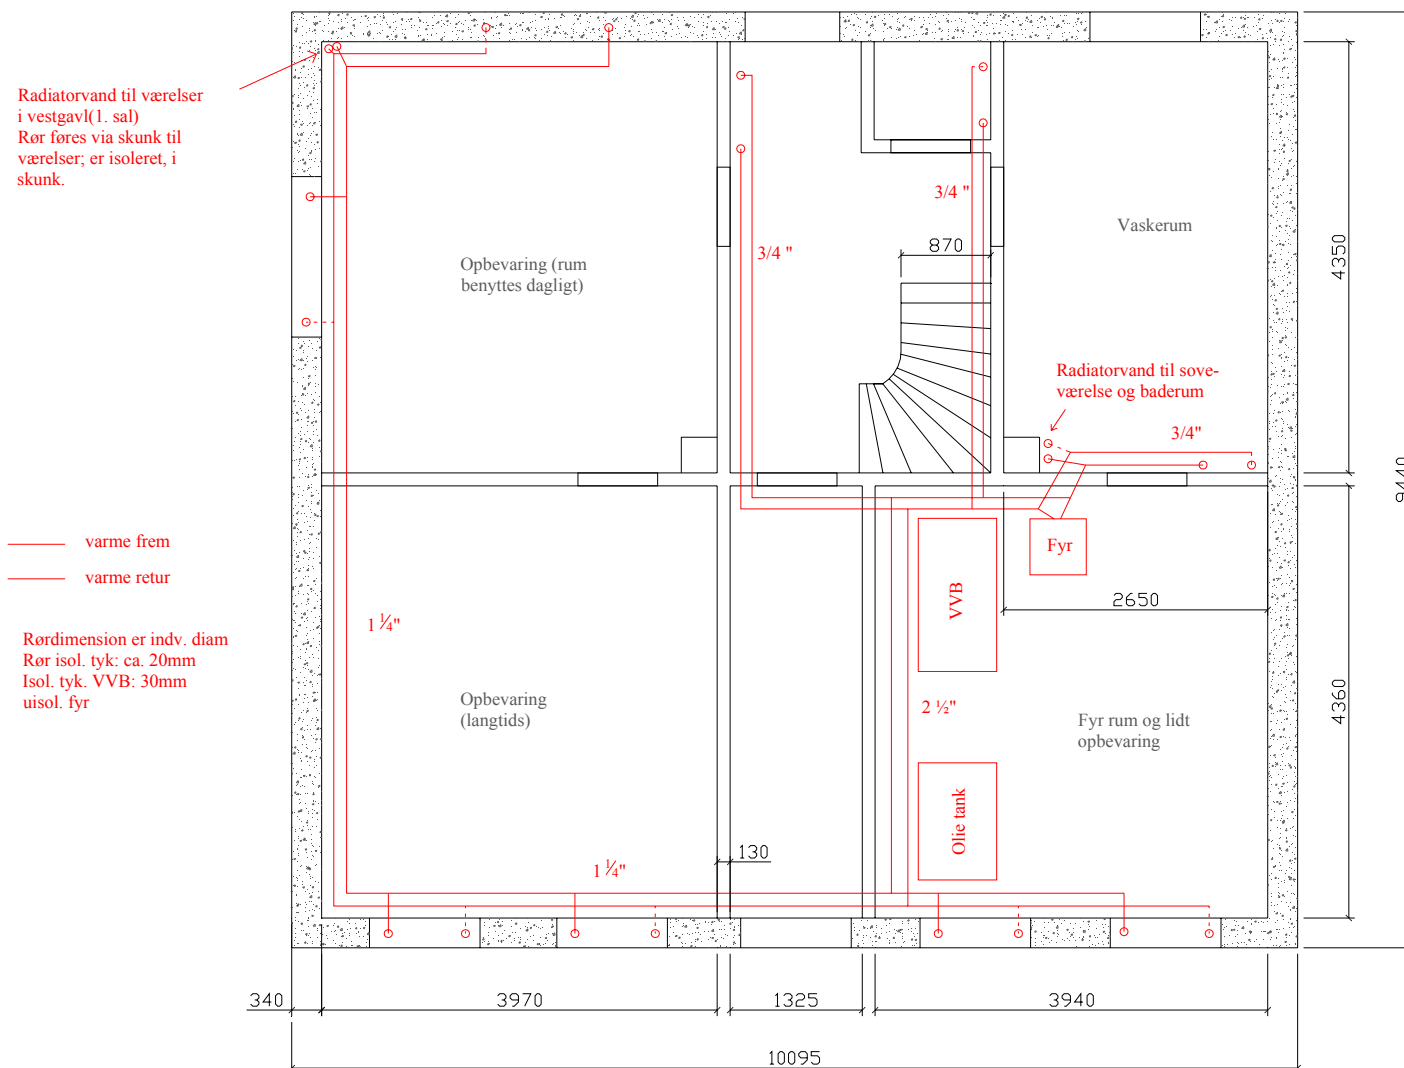 Radiatorvand til værelser
i vestgavl(1. sal)
Rør føres via skunk til
værelser; er isoleret, i
skunk.
3/4 "
3/4 "
870
Vaskerum
4350
Opbevaring (rum
benyttes dagligt)
Radiatorvand til sove-
værelse og baderum
3/4"
9440
varme frem
varme retur
Fyr
VVB
2650
1 ¼"
Rørdimension er indv. diam
Rør isol. tyk: ca. 20mm
Isol. tyk. VVB: 30mm
uisol. fyr
Opbevaring
(langtids)
2 ½"
Fyr rum og lidt
opbevaring
4360
Olie tank
130
1 ¼"
340
3970
1325
3940
10095